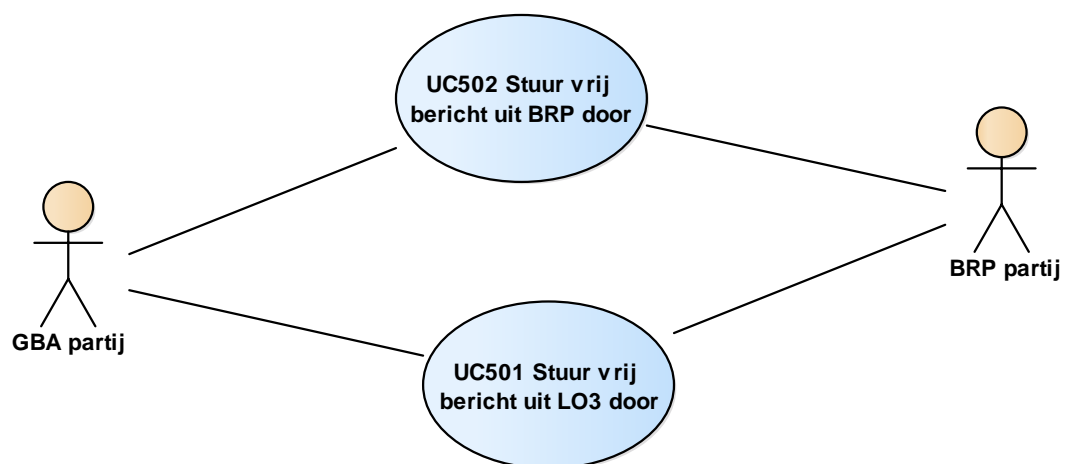 UC502 Stuur vrij
bericht uit BRP door
BRP partij
GBA partij
UC501 Stuur vrij
bericht uit LO3 door